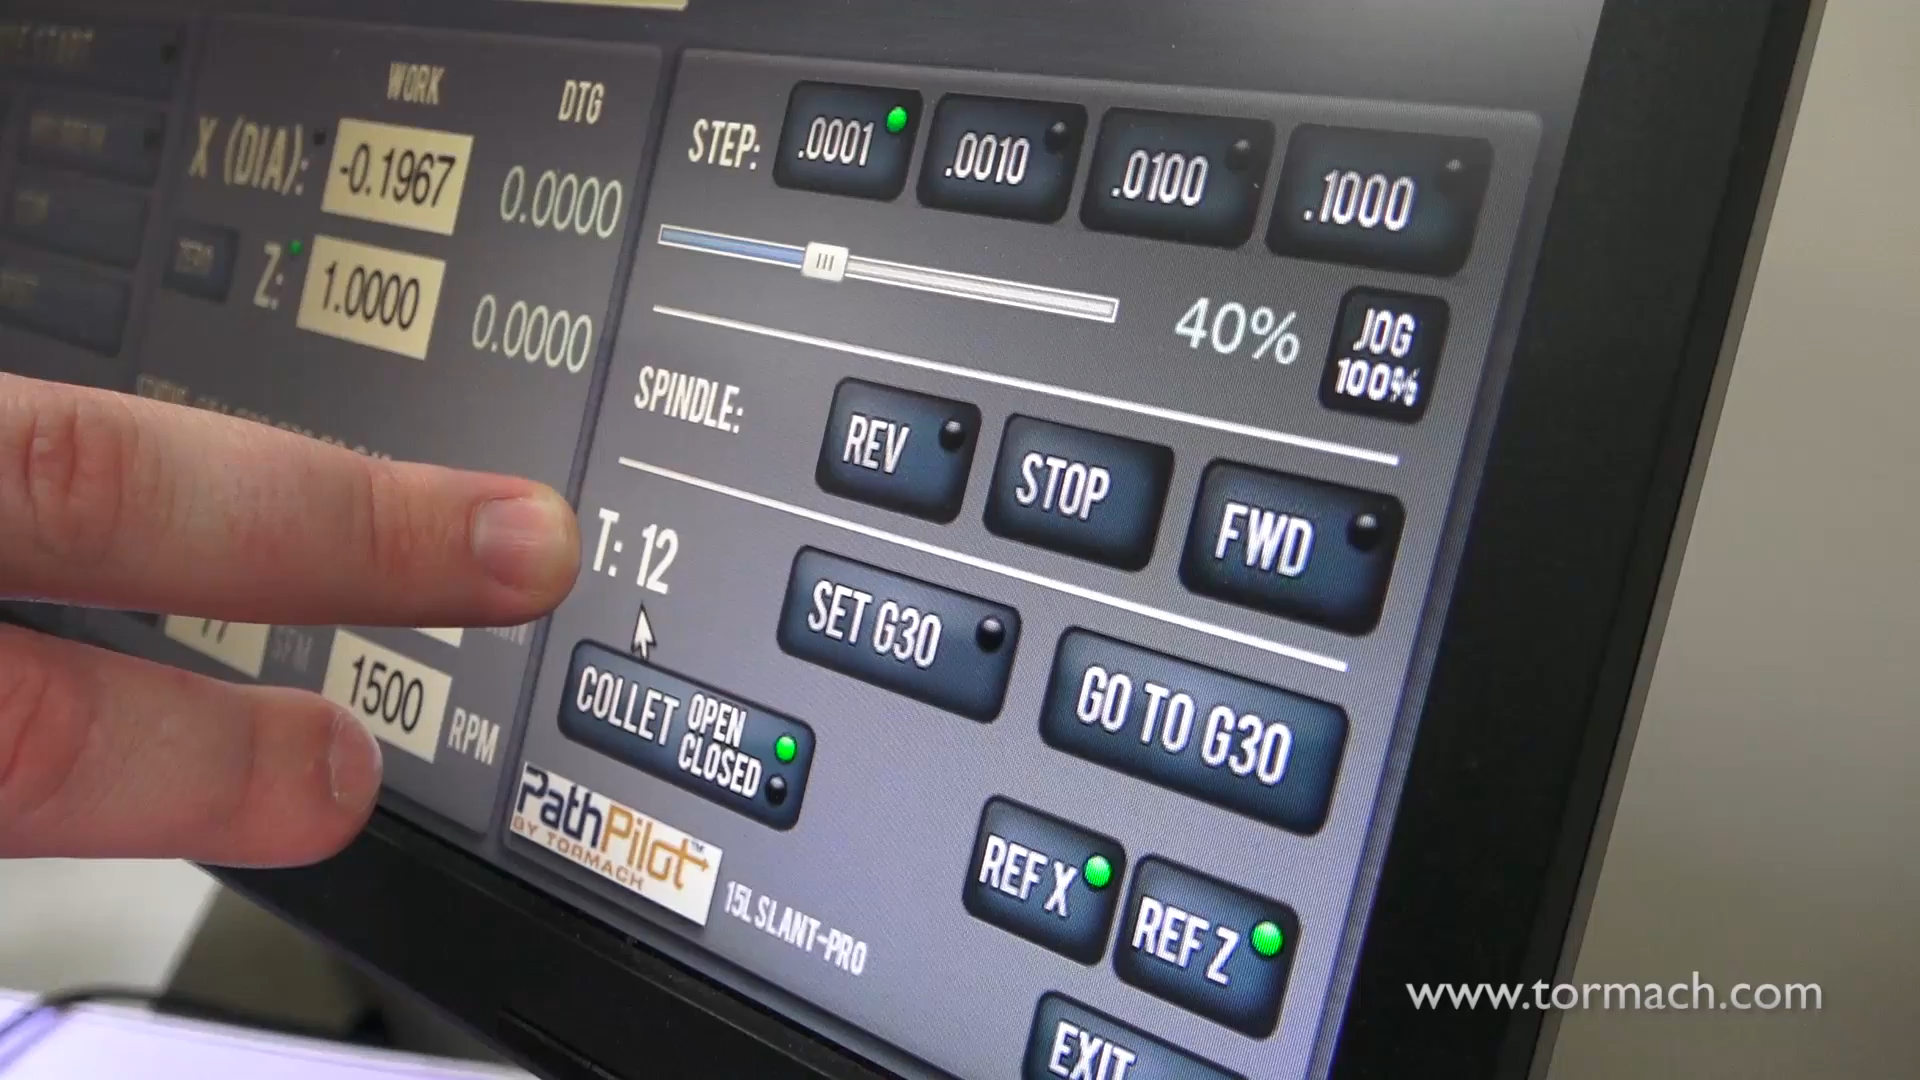 WORK
DTG
X (DIA):
-0.1967
0.0000
Z:
1.0000
0.0000
1500
RPM
STEP:
.0001
.0010
.0100
.1000
40%
JOG
100%
SPINDLE:
REV
STOP
FWD
T: 12
SET G30
GO TO G30
COLLET
OPEN
CLOSED
PathPilot™
BY TORMACH
15L SLANT-PRO
REF X
REF Z
EXIT
www.tormach.com